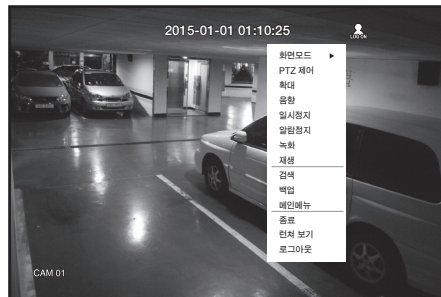 2015-01-01 01:10:25
LOG ON
화면모드 ▶
PTZ 제어
확대
음향
일시정지
알람정지
녹화
재생
검색
백업
메인메뉴
종료
런쳐 보기
로그아웃
CAM 01